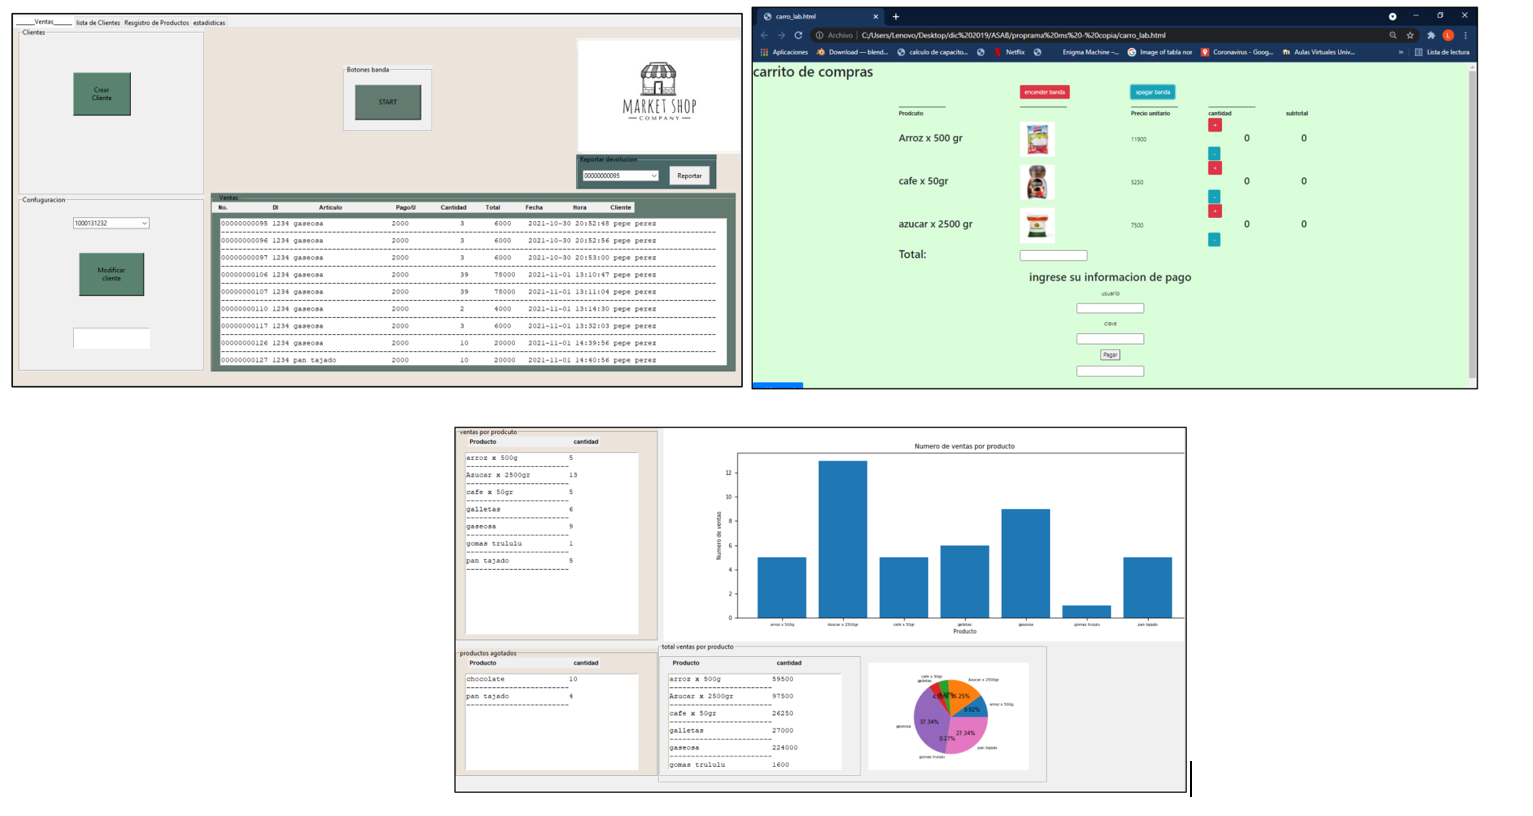 ______Ventas______ lista de Clientes Resgistro de Productos estadisticas
Clientes
Crear
Cliente
Botones banda
START
MARKET SHOP
COMPANY
Reportar devolucion
00000000095 Reportar
Confuguracion
1000131232
Modificar
cliente
Ventas
No. DI Articulo Pago/U Cantidad Total Fecha Hora Cliente
00000000095 1234 gaseosa 2000 3 6000 2021-10-30 20:52:48 pepe perez
00000000096 1234 gaseosa 2000 3 6000 2021-10-30 20:52:56 pepe perez
00000000097 1234 gaseosa 2000 3 6000 2021-10-30 20:53:00 pepe perez
00000000106 1234 gaseosa 2000 39 78000 2021-11-01 13:10:47 pepe perez
00000000107 1234 gaseosa 2000 39 78000 2021-11-01 13:11:04 pepe perez
00000000110 1234 gaseosa 2000 2 4000 2021-11-01 13:14:30 pepe perez
00000000117 1234 gaseosa 2000 3 6000 2021-11-01 13:32:03 pepe perez
00000000126 1234 gaseosa 2000 10 20000 2021-11-01 14:39:56 pepe perez
00000000127 1234 pan tajado 2000 10 20000 2021-11-01 14:40:56 pepe perez
carro_lab.html
Archivo | C:/Users/Lenovo/Desktop/dic%202019/ASAB/proprama%20ms%20-%20copia/carro_lab.html
Aplicaciones Download — blend... calculo de capacito... Netflix Enigma Machine –... Image of tabla nor Coronavirus - Goog... Aulas Virtuales Univ... » Lista de lectura
carrito de compras
encender banda apagar banda
Prodcuto Precio unitario cantidad subtotal
+
Arroz x 500 gr 11900 0 0
-
+
cafe x 50gr 5250 0 0
-
+
azucar x 2500 gr 7500 0 0
-
Total:
ingrese su informacion de pago
usuario
clave
Pagar
ventas por prodcuto
Producto cantidad
arroz x 500g 5
Azucar x 2500gr 13
cafe x 50gr 5
galletas 6
gaseosa 9
gomas trululu 1
pan tajado 5
Numero de ventas por producto
Numero de ventas
12
10
8
6
4
2
0
arroz x 500g Azucar x 2500gr cafe x 50gr galletas gaseosa gomas trululu pan tajado
Producto
productos agotados
Producto cantidad
chocolate 10
pan tajado 4
total ventas por producto
Producto cantidad
arroz x 500g 59500
Azucar x 2500gr 97500
cafe x 50gr 26250
galletas 27000
gaseosa 224000
gomas trululu 1600
cafe x 50gr
galletas
Azucar x 2500gr
arroz x 500g
9.92%
37.34%
gaseosa
27.34%
0.27%
pan tajado
gomas trululu